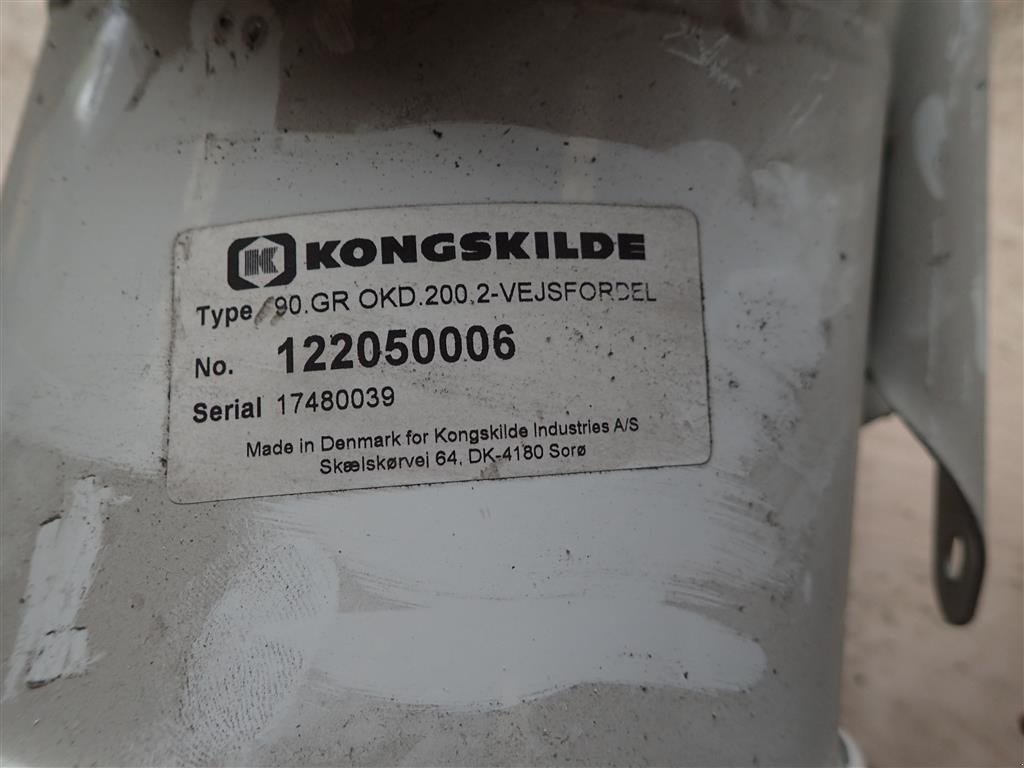 KONGSKILDE
Type 90.GR OKD.200.2-VEJSFORDEL
No. 122050006
Serial 17480039
Made in Denmark for Kongskilde Industries A/S
Skælskørvej 64, DK-4180 Sorø